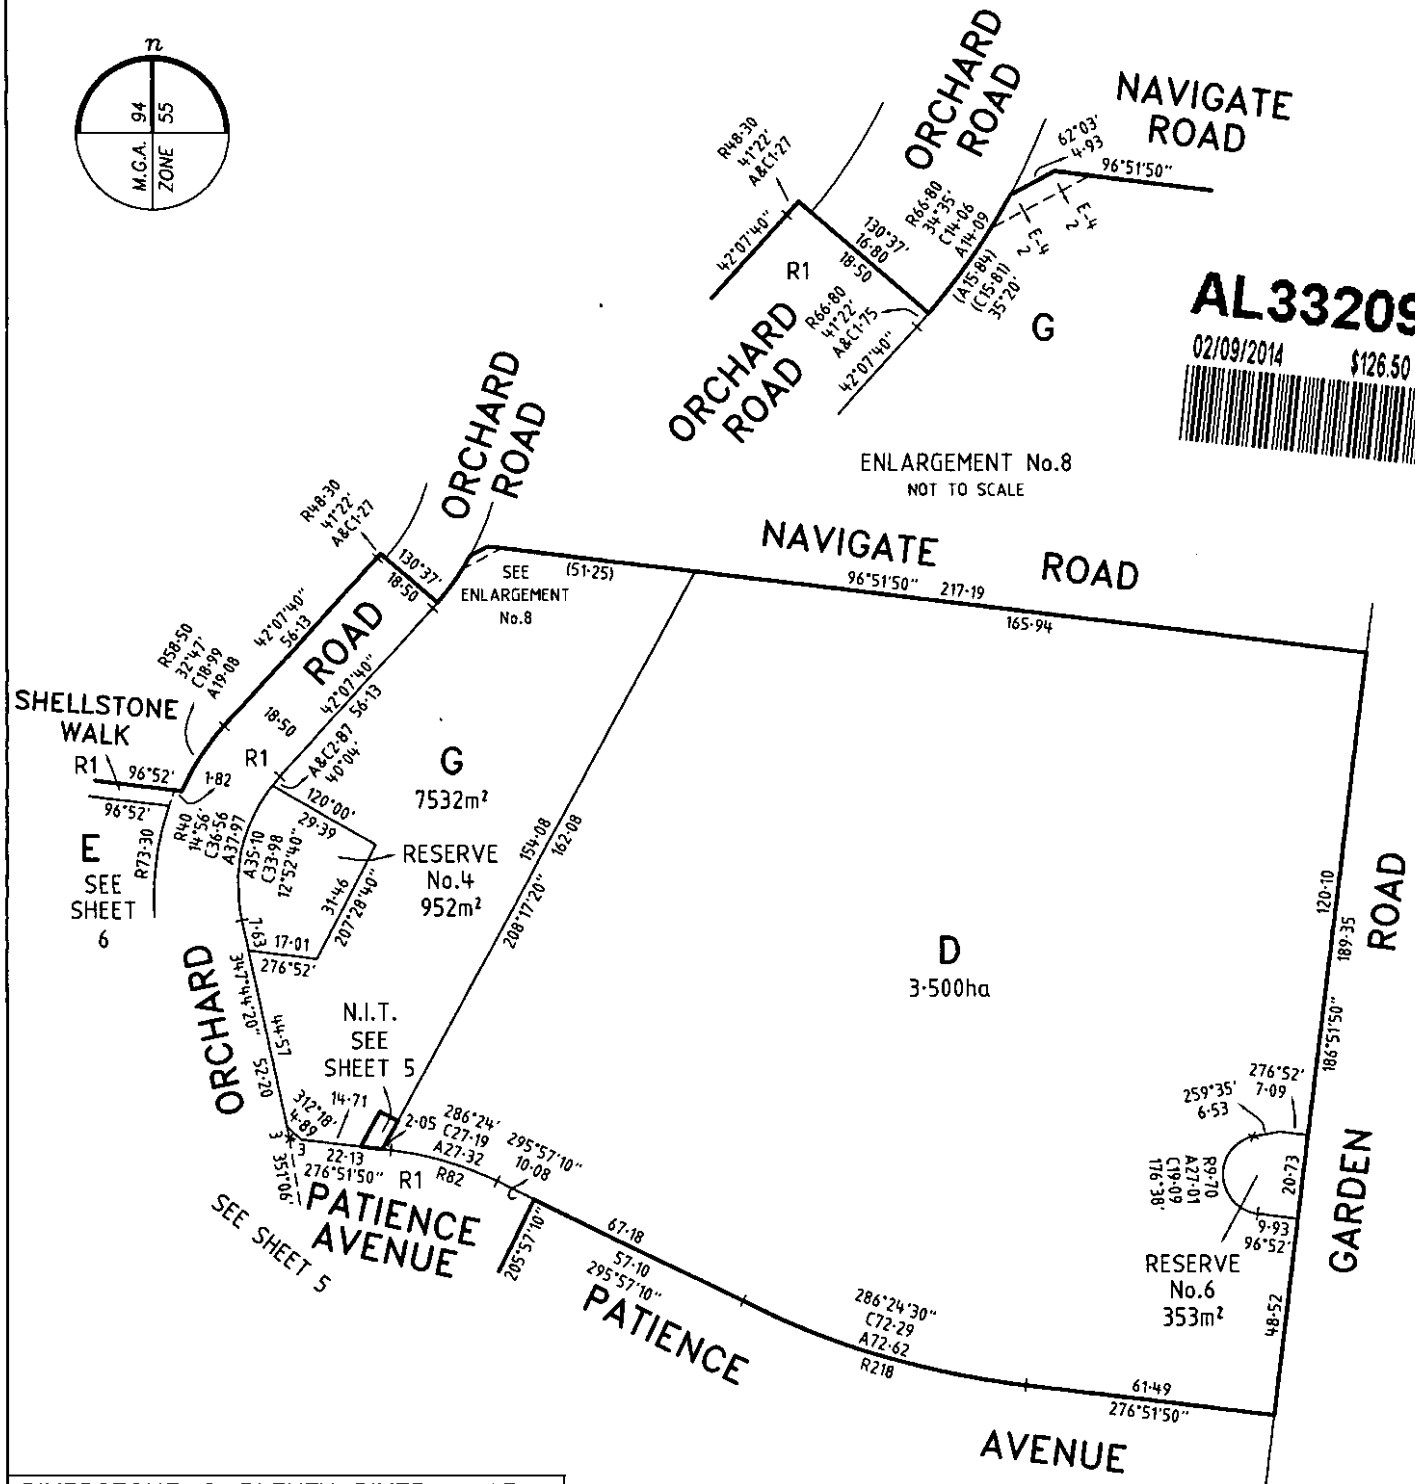 n
M.G.A. 94
ZONE 55
ORCHARD
ROAD
NAVIGATE
ROAD
R48·30
41°22'
A&C1·27
62°03'
4·93
96°51'50"
42°07'40"
130°37'
16·80
18·50
R66·80
34°35'
C14·06
A14·09
E-4
2
E-4
2
R1
(A15·84)
(C15·81)
35°20'
R66·80
41°22'
A&C1·75
42°07'40"
G
ORCHARD
ROAD
AL33209
02/09/2014 $126.50
ENLARGEMENT No.8
NOT TO SCALE
ORCHARD
ROAD
R48·30
41°22'
A&C1·27
130°37'
18·50
SEE
ENLARGEMENT
No.8
(51·25)
NAVIGATE ROAD
96°51'50" 217·19
165·94
42°07'40"
56·13
ROAD
R58·50
32°47'
C18·99
A19·08
18·50
42°07'40"
56·13
SHELLSTONE
WALK
R1
96°52'
1·82
R1
A&C2·87
40°04'
96°52'
R73·30
R40
14°56'
C36·56
A37·97
A35·10
C33·98
12°52'40"
120°00'
29·39
G
7532m²
RESERVE
No.4
952m²
31·46
207°28'40"
154·08
162·08
208°17'20"
E
SEE
SHEET
6
7·63
17·01
276°52'
ORCHARD
347°44'20"
44·57
52·20
N.I.T.
SEE
SHEET 5
D
3·500ha
120·10
189·35
186°51'50"
ROAD
GARDEN
276°52'
7·09
259°35'
6·53
R9·70
A27·01
C19·09
176°38'
20·73
9·93
96°52'
RESERVE
No.6
353m²
48·52
312°18'
4·89
14·71
3
3
351°06'
22·13
276°51'50"
2·05
286°24'
C27·19
A27·32
R82
R1
295°57'10"
10·08
PATIENCE
AVENUE
SEE SHEET 5
205°57'10"
67·18
57·10
295°57'10"
PATIENCE
286°24'30"
C72·29
A72·62
R218
61·49
276°51'50"
AVENUE